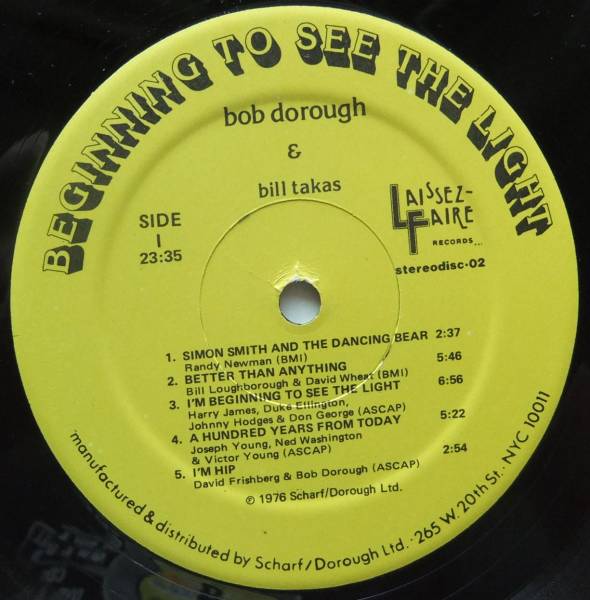 BEGINNING TO SEE THE LIGHT
bob dorough
&
bill takas
SIDE
1
23:35
LAISSEZ-
FAIRE
RECORDS...
stereodisc·02
1. SIMON SMITH AND THE DANCING BEAR 2:37
Randy Newman (BMI)
2. BETTER THAN ANYTHING 5:46
Bill Loughborough & David Wheat (BMI)
3. I'M BEGINNING TO SEE THE LIGHT 6:56
Harry James, Duke Ellington,
Johnny Hodges & Don George (ASCAP)
4. A HUNDRED YEARS FROM TODAY 5:22
Joseph Young, Ned Washington
& Victor Young (ASCAP)
5. I'M HIP 2:54
David Frishberg & Bob Dorough (ASCAP)
℗ 1976 Scharf/Dorough Ltd.
manufactured & distributed by Scharf/Dorough Ltd. · 265 W. 20th St. · NYC 10011